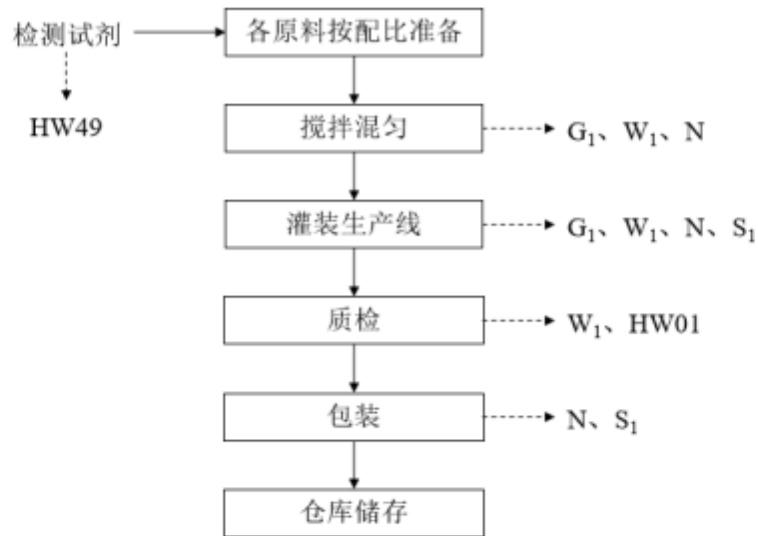 检测试剂
各原料按配比准备
HW49
搅拌混匀
G₁、W₁、N
灌装生产线
G₁、W₁、N、S₁
质检
W₁、HW01
包装
N、S₁
仓库储存